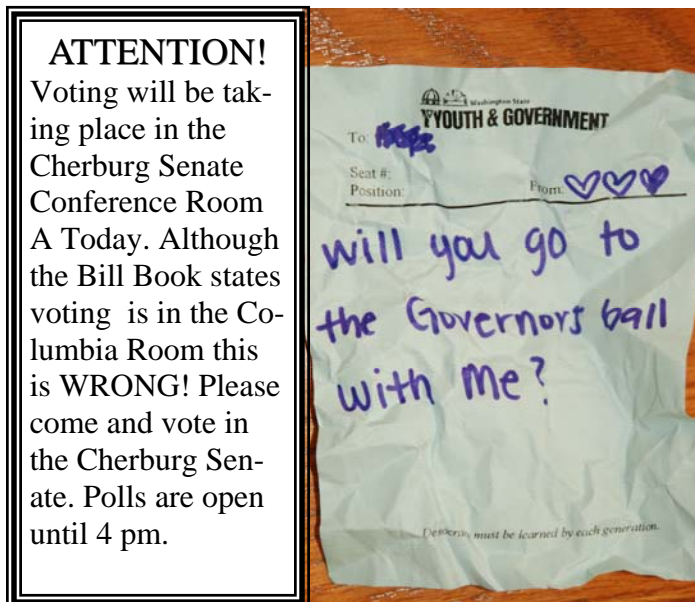 ATTENTION!
Voting will be tak-
ing place in the
Cherburg Senate
Conference Room
A Today. Although
the Bill Book states
voting  is in the Co-
lumbia Room this
is WRONG! Please
come and vote in
the Cherburg Sen-
ate. Polls are open
until 4 pm.
Washington State
YOUTH & GOVERNMENT
To:
Seat #:
Position:
From:
will you go to
the Governors ball
with me?
Democracy must be learned by each generation.